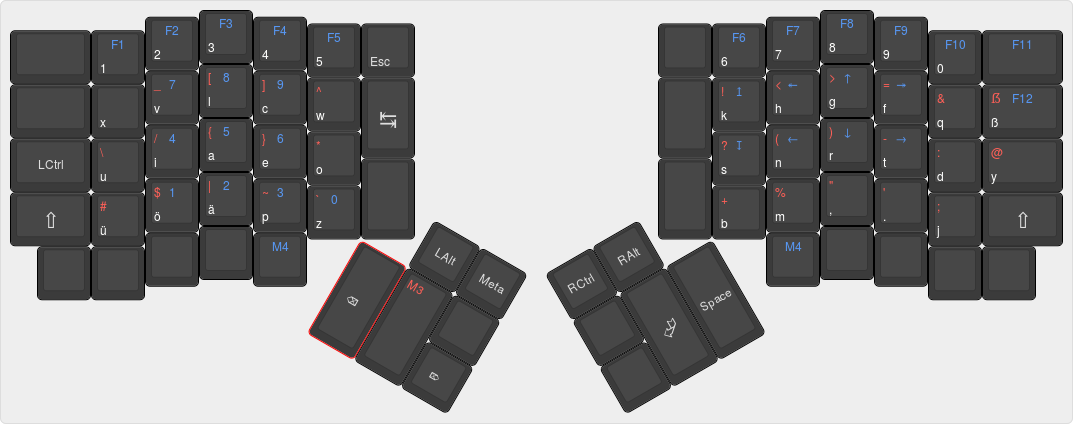 F1 F2 F3 F4 F5
1 2 3 4 5 Esc
F6 F7 F8 F9 F10 F11
6 7 8 9 0
_ 7 [ 8 ] 9 ^
x v l c w ↹
! < ← > ↑ = → & ẞ F12
k h g f q ß
\ / 4 { 5 } 6 *
LCtrl u i a e o
? ( ← ) ↓ - → : @
s n r d y
# $ 1 | 2 ~ 3 ` 0
⇧ ü ö ä p z
+ % " ' ;
b m , . j ⇧
M4
M4
LAlt
Meta
⌫
M3
⌦
RAlt
RCtrl
Space